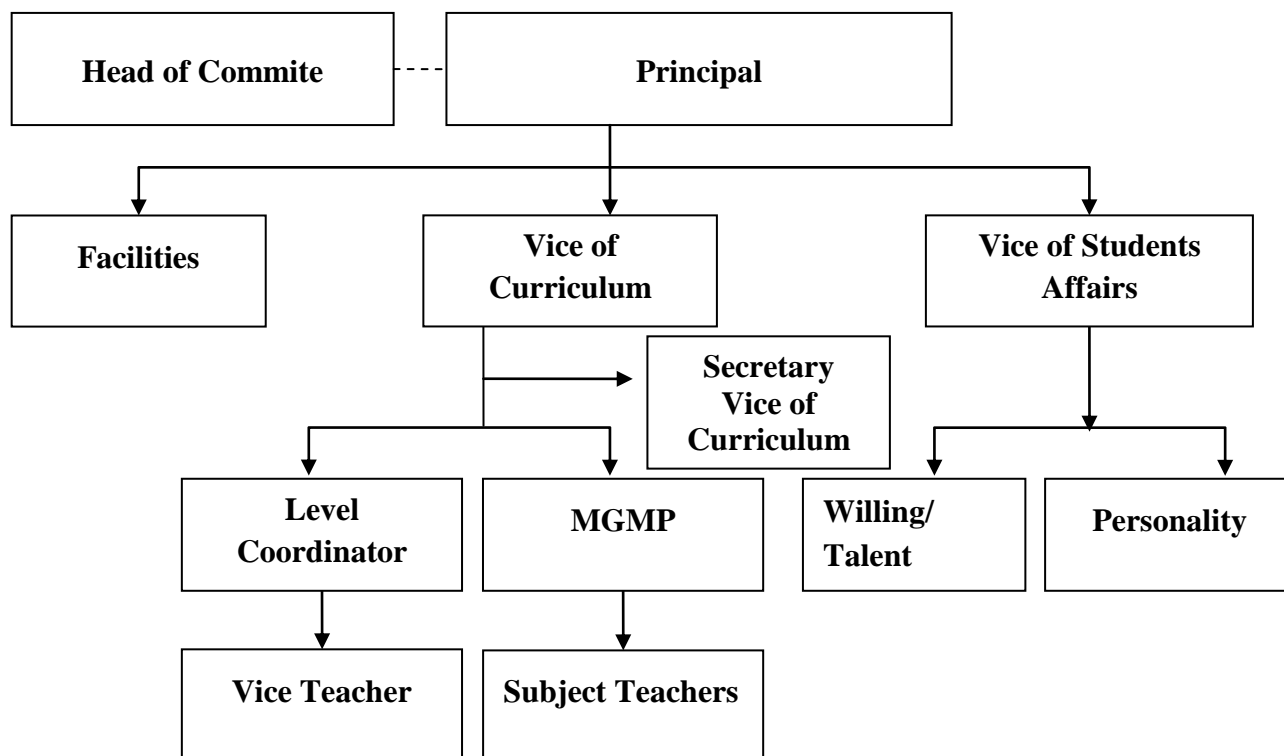 Head of Commite
Principal
Facilities
Vice of
Curriculum
Vice of Students
Affairs
Secretary
Vice of
Curriculum
Level
Coordinator
MGMP
Willing/
Talent
Personality
Vice Teacher
Subject Teachers